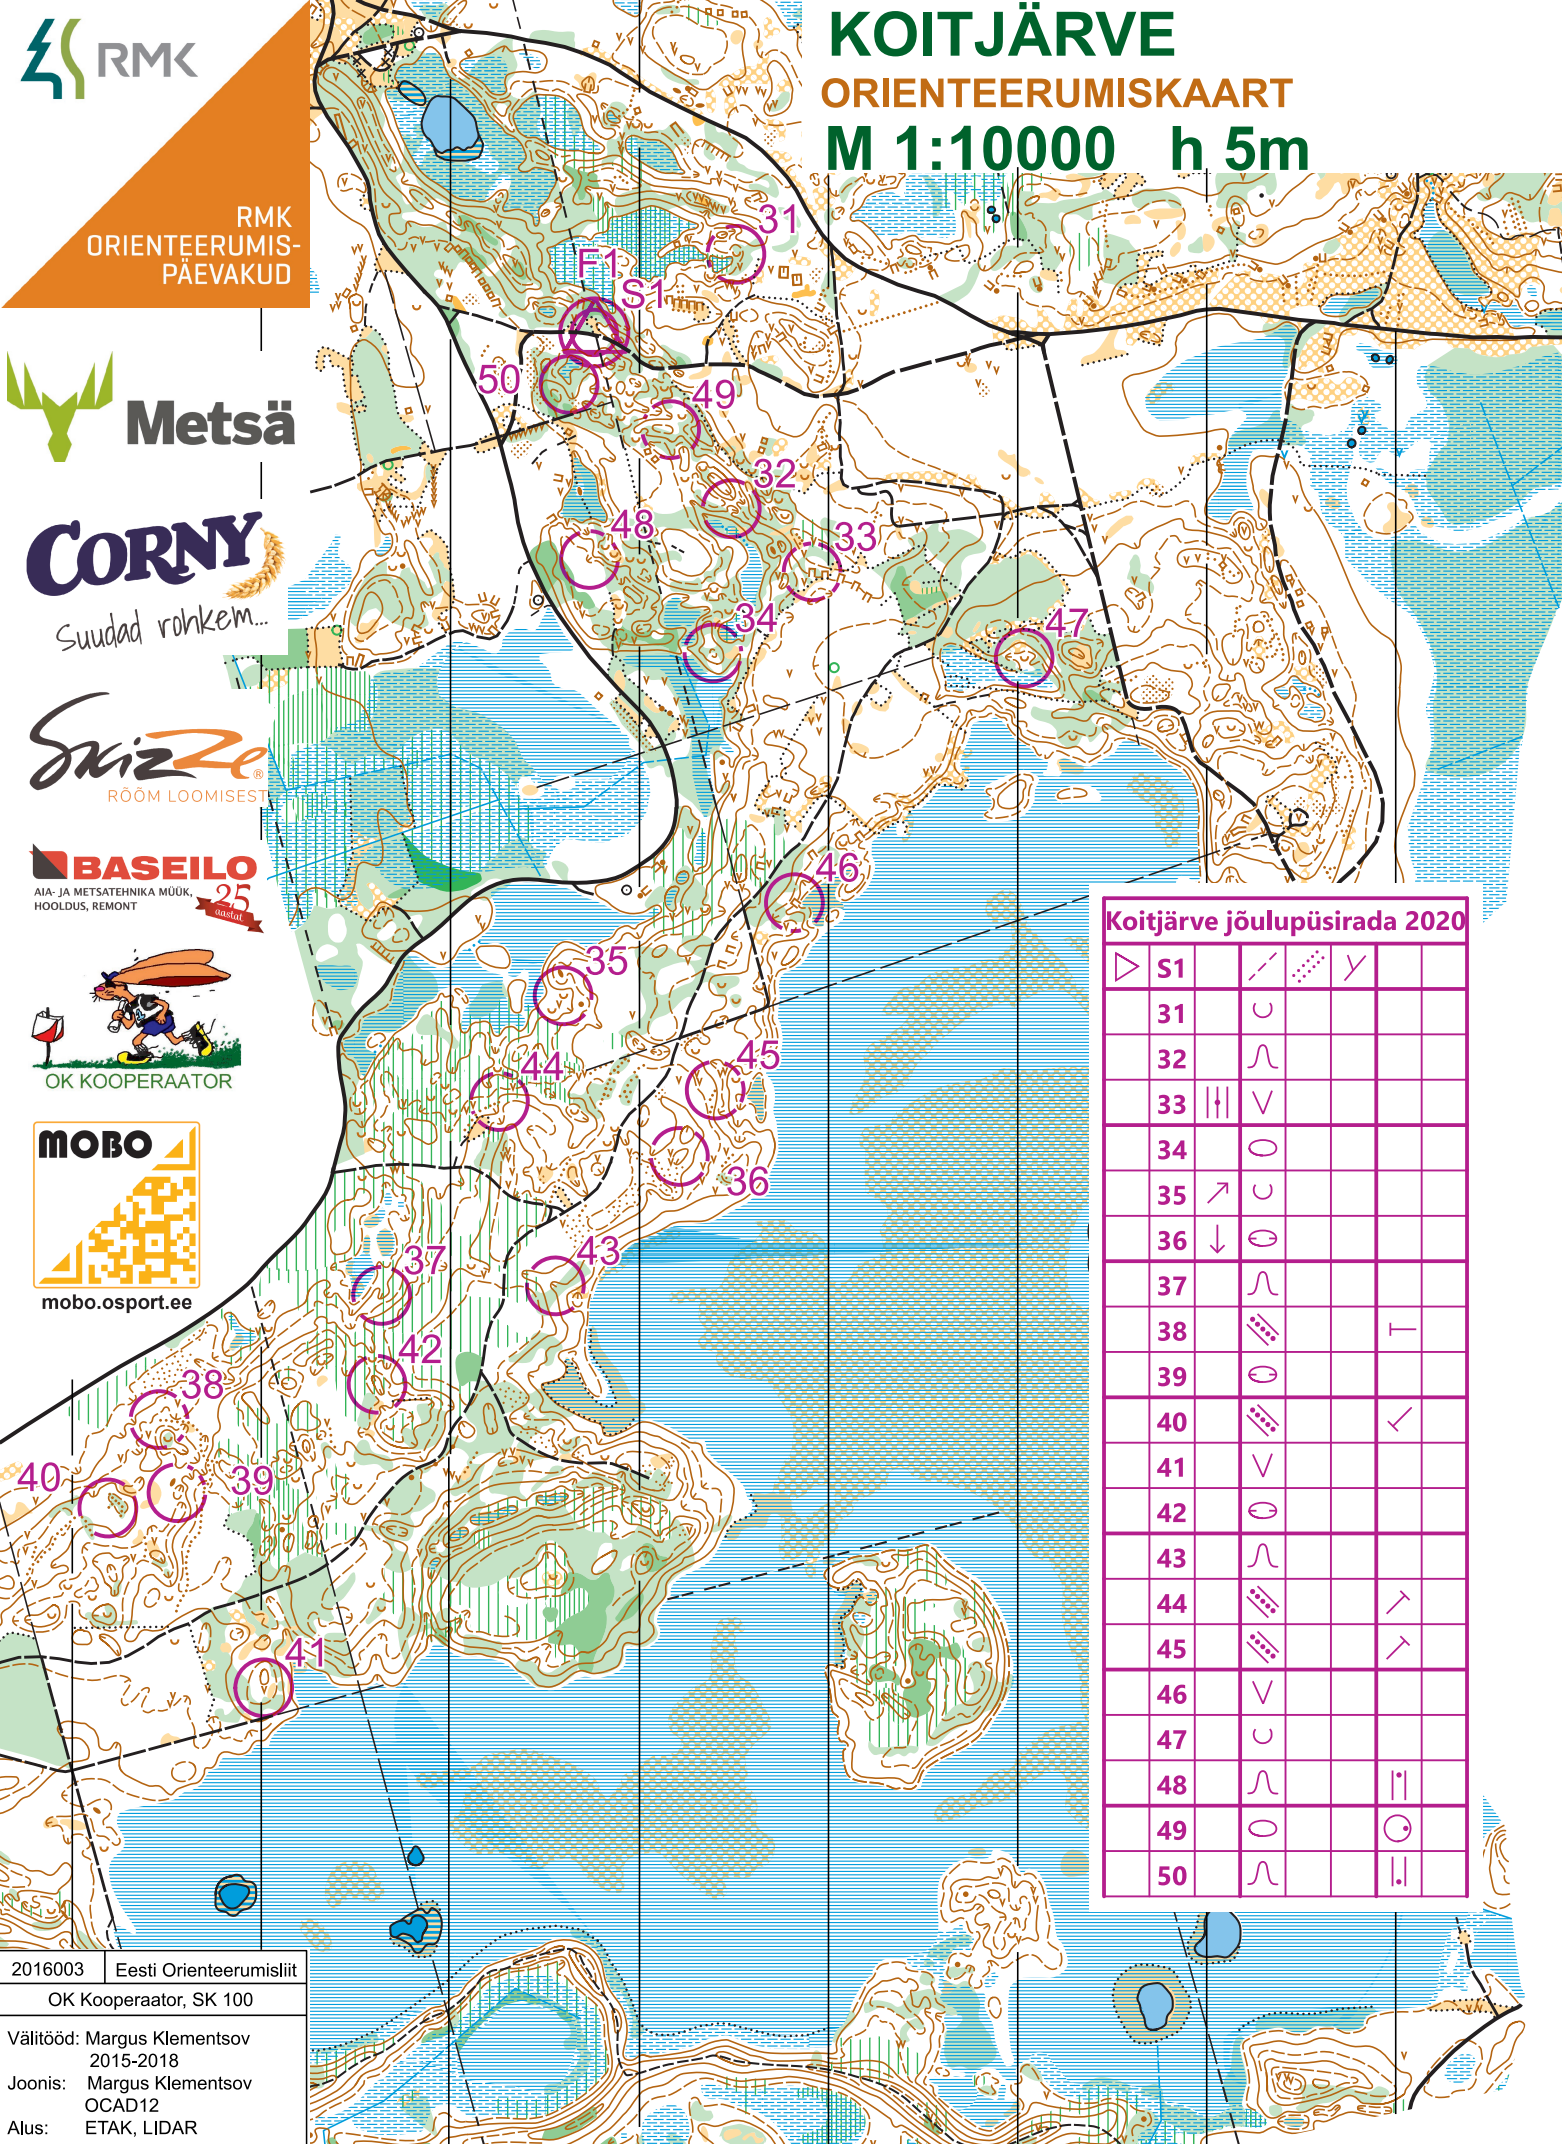 RMK
RMK
ORIENTEERUMIS-
PÄEVAKUD
KOITJÄRVE
ORIENTEERUMISKAART
M 1:10000 h 5m
Metsä
CORNY
Suudad rohkem...
SKIZZE®
RÕÕM LOOMISEST
BASEILO
AIA- JA METSATEHNIKA MÜÜK,
HOOLDUS, REMONT
25
aastat
OK KOOPERAATOR
MOBO
mobo.osport.ee
31
F1
S1
50
49
32
48
33
34
47
46
35
44
45
36
43
37
42
38
40
39
41
Koitjärve jõulupüsirada 2020
S1
31
32
33
34
35
36
37
38
39
40
41
42
43
44
45
46
47
48
49
50
2016003 Eesti Orienteerumisliit
OK Kooperaator, SK 100
Välitööd: Margus Klementsov
2015-2018
Joonis: Margus Klementsov
OCAD12
Alus: ETAK, LIDAR